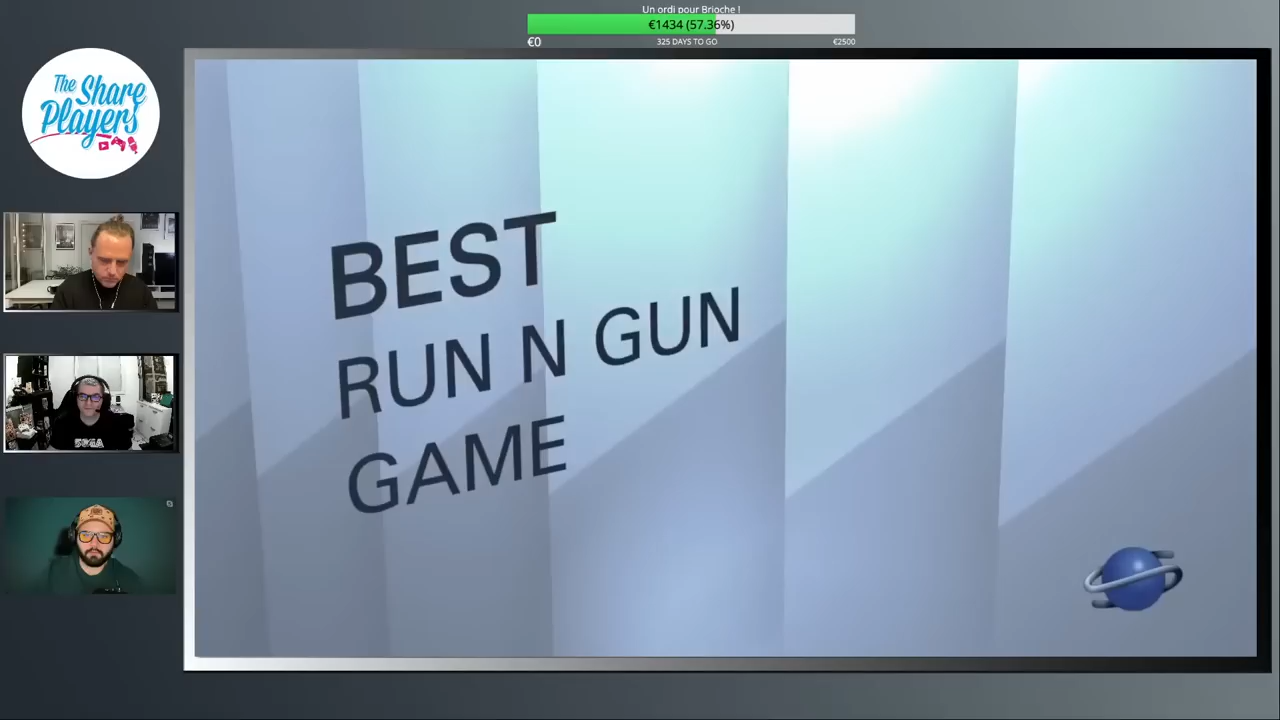 Un ordi pour Brioche !
€1434 (57.36%)
€0
325 DAYS TO GO
€2500
The Share Players
BEST
RUN N GUN
GAME
SEGA